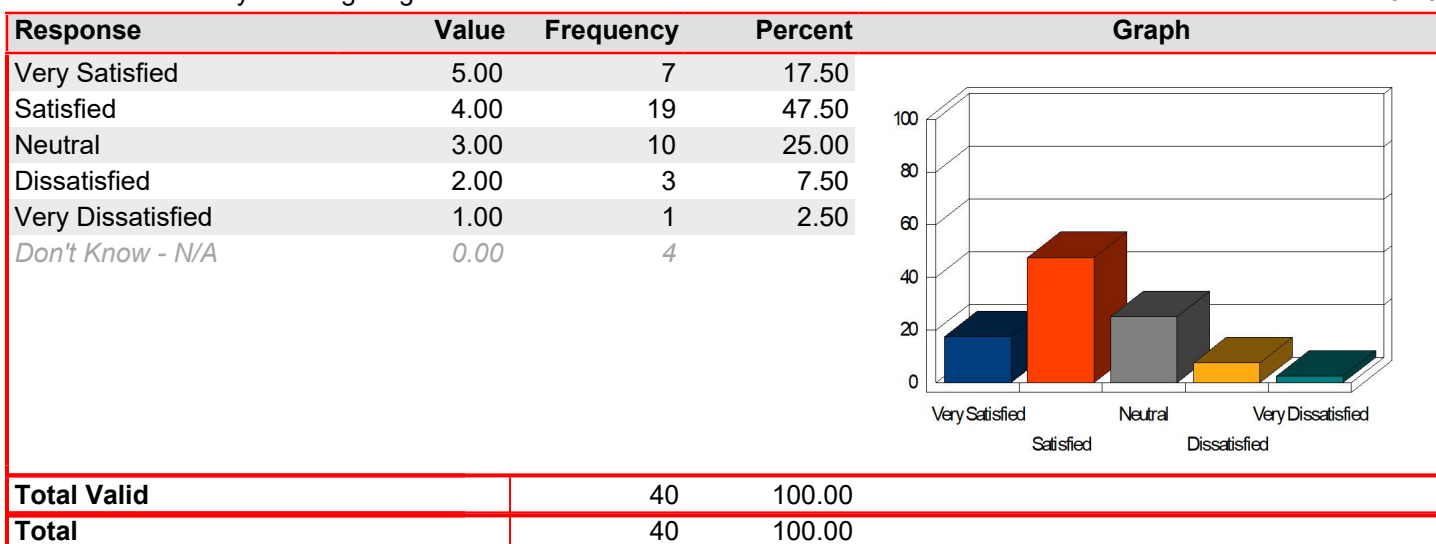 Response Value Frequency Percent Graph
Very Satisfied 5.00 7 17.50
Satisfied 4.00 19 47.50
Neutral 3.00 10 25.00
Dissatisfied 2.00 3 7.50
Very Dissatisfied 1.00 1 2.50
Don't Know - N/A 0.00 4
100
80
60
40
20
0
Very Satisfied Neutral Very Dissatisfied
Satisfied Dissatisfied
Total Valid 40 100.00
Total 40 100.00